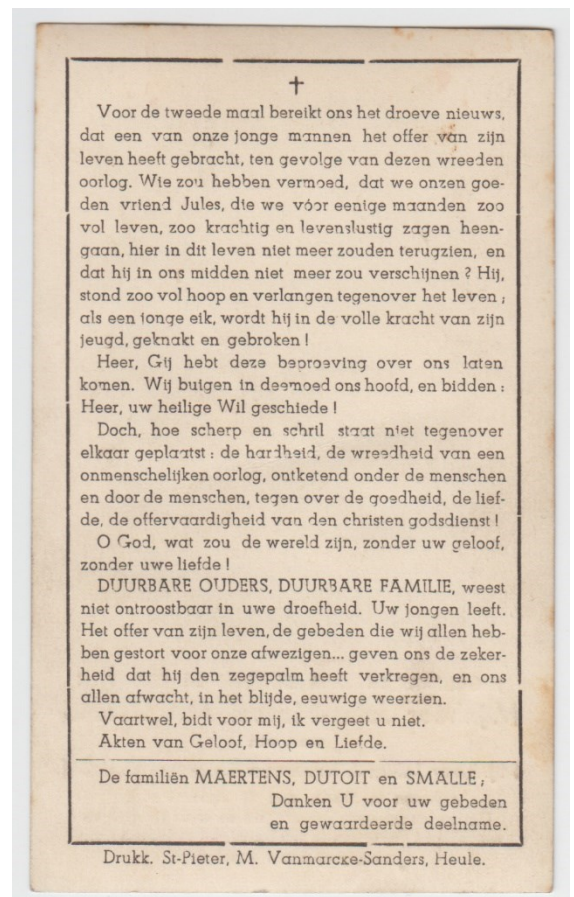 †
Voor de tweede maal bereikt ons het droeve nieuws,
dat een van onze jonge mannen het offer van zijn
leven heeft gebracht, ten gevolge van dezen wreeden
oorlog. Wie zou hebben vermoed, dat we onzen goe-
den vriend Jules, die we vóór eenige maanden zoo
vol leven, zoo krachtig en levenslustig zagen heen-
gaan, hier in dit leven niet meer zouden terugzien, en
dat hij in ons midden niet meer zou verschijnen ? Hij,
stond zoo vol hoop en verlangen tegenover het leven ;
als een jonge eik, wordt hij in de volle kracht van zijn
jeugd, geknakt en gebroken !
Heer, Gij hebt deze beproeving over ons laten
komen. Wij buigen in deemoed ons hoofd, en bidden :
Heer, uw heilige Wil geschiede !
Doch, hoe scherp en schril staat niet tegenover
elkaar geplaatst : de hardheid, de wreedheid van een
onmenschelijken oorlog, ontketend onder de menschen
en door de menschen, tegen over de goedheid, de lief-
de, de offervaardigheid van den christen godsdienst !
O God, wat zou de wereld zijn, zonder uw geloof,
zonder uwe liefde !
DUURBARE OUDERS, DUURBARE FAMILIE, weest
niet ontroostbaar in uwe droefheid. Uw jongen leeft.
Het offer van zijn leven, de gebeden die wij allen heb-
ben gestort voor onze afwezigen... geven ons de zeker-
heid dat hij den zegepalm heeft verkregen, en ons
allen afwacht, in het blijde, eeuwige weerzien.
Vaartwel, bidt voor mij, ik vergeet u niet.
Akten van Geloof, Hoop en Liefde.
De familiën MAERTENS, DUTOIT en SMALLE ;
Danken U voor uw gebeden
en gewaardeerde deelname.
Drukk. St-Pieter, M. Vanmarcke-Sanders, Heule.